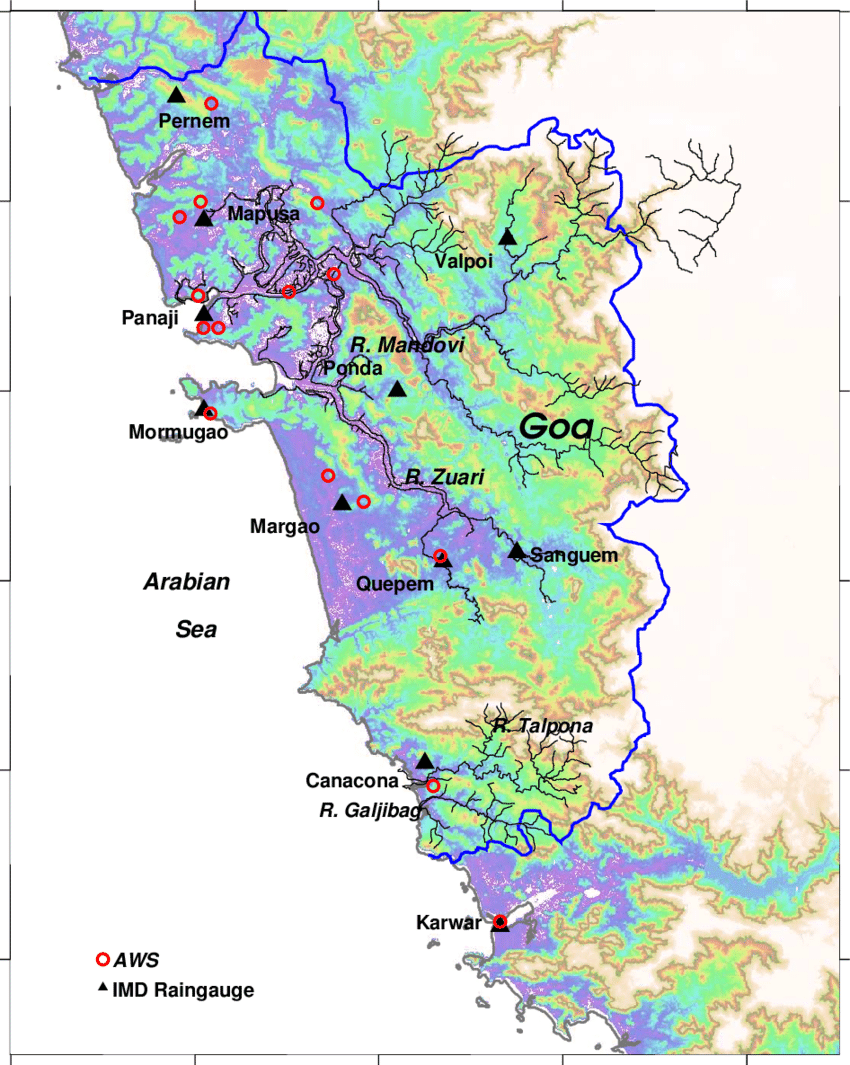 Pernem
Mapusa
Valpoi
Panaji
R. Mandovi
Ponda
Goa
Mormugao
R. Zuari
Margao
Sanguem
Quepem
Arabian
Sea
R. Talpona
Canacona
R. Galjibag
Karwar
AWS
IMD Raingauge